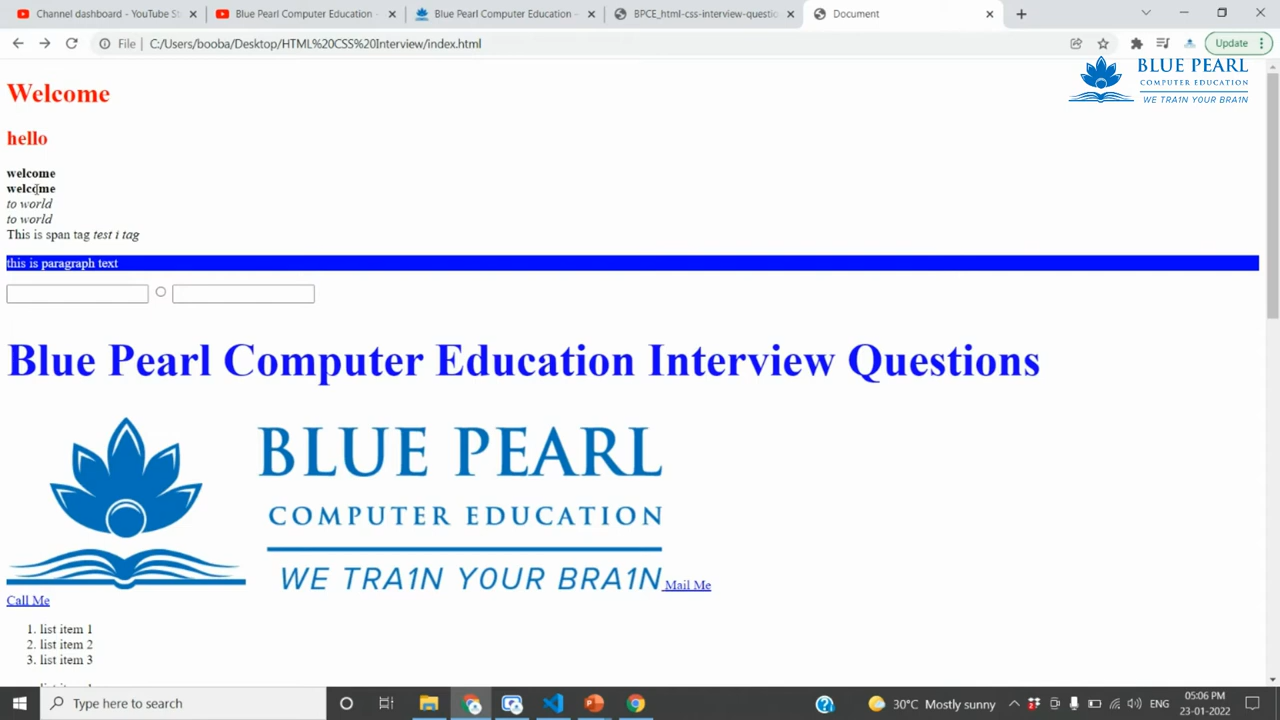 Channel dashboard - YouTube St
Blue Pearl Computer Education -
Blue Pearl Computer Education -
BPCE_html-css-interview-questio
Document
File C:/Users/booba/Desktop/HTML%20CSS%20Interview/index.html
Update
BLUE PEARL
COMPUTER EDUCATION
WE TRA1N YOUR BRA1N
Welcome
hello
welcome
welcome
to world
to world
This is span tag test i tag
this is paragraph text
Blue Pearl Computer Education Interview Questions
BLUE PEARL
COMPUTER EDUCATION
WE TRA1N Y0UR BRA1N
Mail Me
Call Me
1. list item 1
2. list item 2
3. list item 3
Type here to search
30°C Mostly sunny
ENG
05:06 PM
23-01-2022